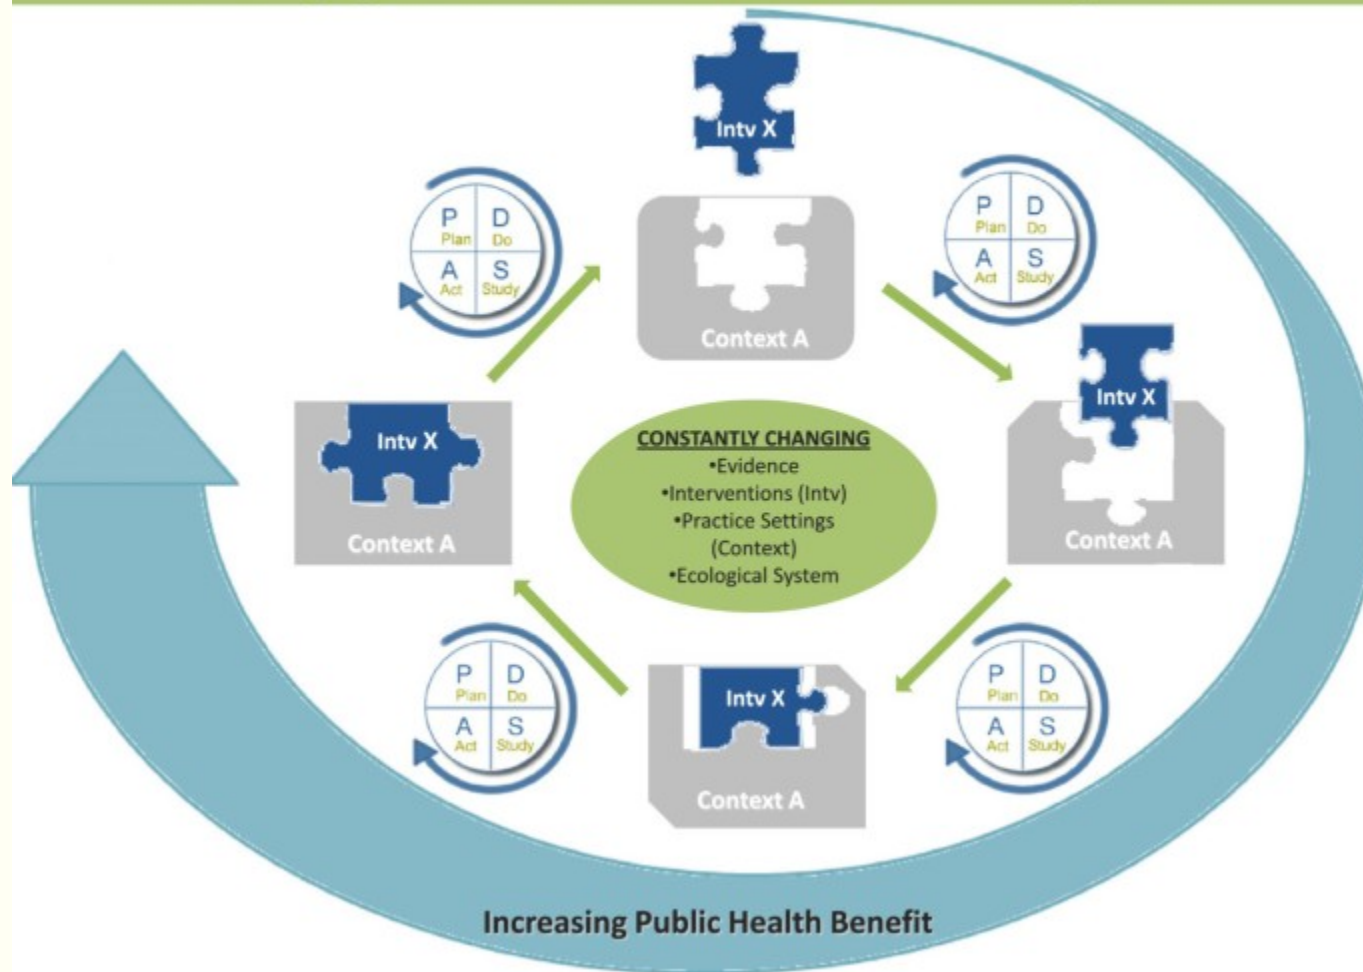 Intv X
P D
Plan Do
A S
Act Study
P D
Plan Do
A S
Act Study
Context A
Intv X
Context A
Intv X
Context A
CONSTANTLY CHANGING
•Evidence
•Interventions (Intv)
•Practice Settings
(Context)
•Ecological System
P D
Plan Do
A S
Act Study
Intv X
Context A
P D
Plan Do
A S
Act Study
Increasing Public Health Benefit